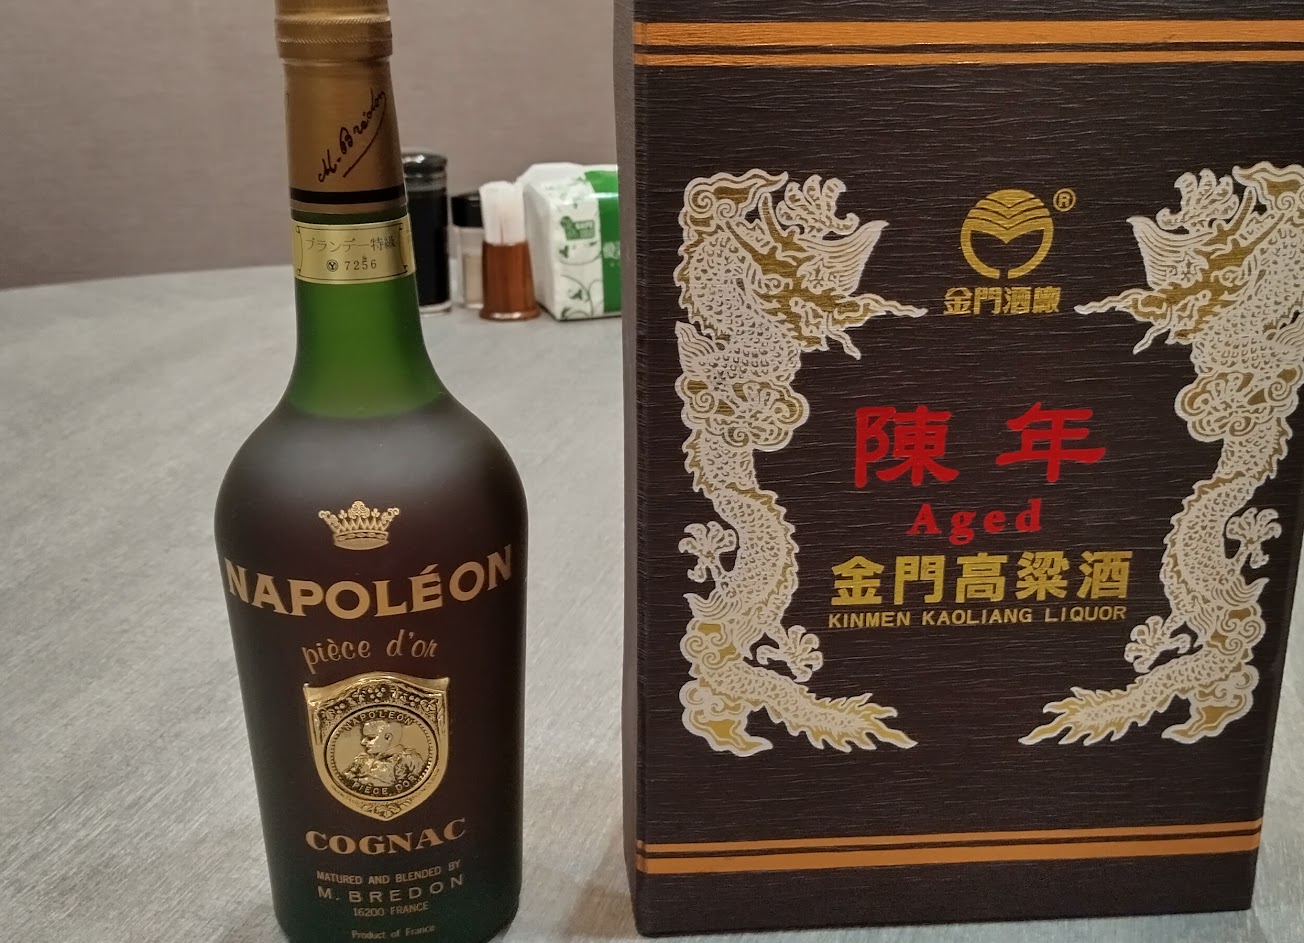 M. Brédon
ブランデー特級
7256
NAPOLÉON
pièce d'or
NAPOLEON
PIÈCE D'OR
COGNAC
MATURED AND BLENDED BY
M. BREDON
16200 FRANCE
Product of France
®
金門酒廠
陳年
Aged
金門高粱酒
KINMEN KAOLIANG LIQUOR